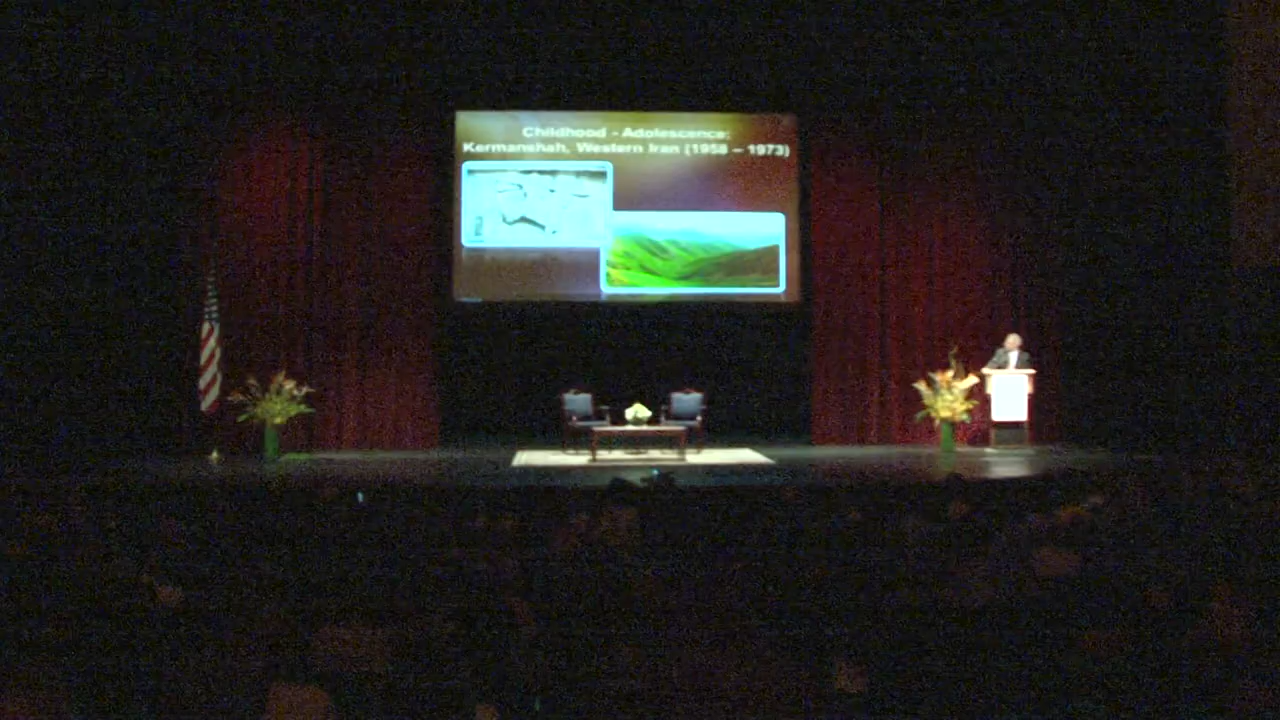 Childhood - Adolescence:
Kermanshah, Western Iran (1958 – 1973)